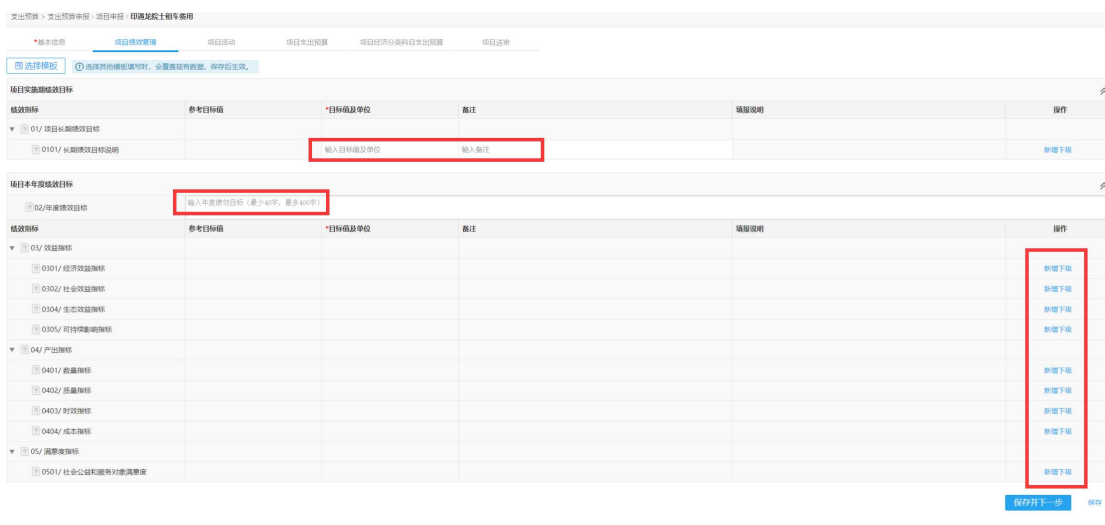 支出预算 > 支出预算申报 > 项目申报 > 印遇龙院士租车费用
*基本信息 项目绩效管理 项目活动 项目支出预算 项目经济分类科目支出预算 项目送审
选择模板 选择其他模板填写时，会覆盖现有数据，保存后生效。
项目实施期绩效目标
绩效指标 参考目标值 *目标值及单位 备注 填报说明 操作
01/ 项目长期绩效目标
0101/ 长期绩效目标说明 输入目标值及单位 输入备注 新增下级
项目本年度绩效目标
02/年度绩效目标 输入年度绩效目标（最少40字，最多400字）
绩效指标 参考目标值 *目标值及单位 备注 填报说明 操作
03/ 效益指标
0301/ 经济效益指标 新增下级
0302/ 社会效益指标 新增下级
0304/ 生态效益指标 新增下级
0305/ 可持续影响指标 新增下级
04/ 产出指标
0401/ 数量指标 新增下级
0402/ 质量指标 新增下级
0403/ 时效指标 新增下级
0404/ 成本指标 新增下级
05/ 满意度指标
0501/ 社会公益和服务对象满意度 新增下级
保存并下一步 保存